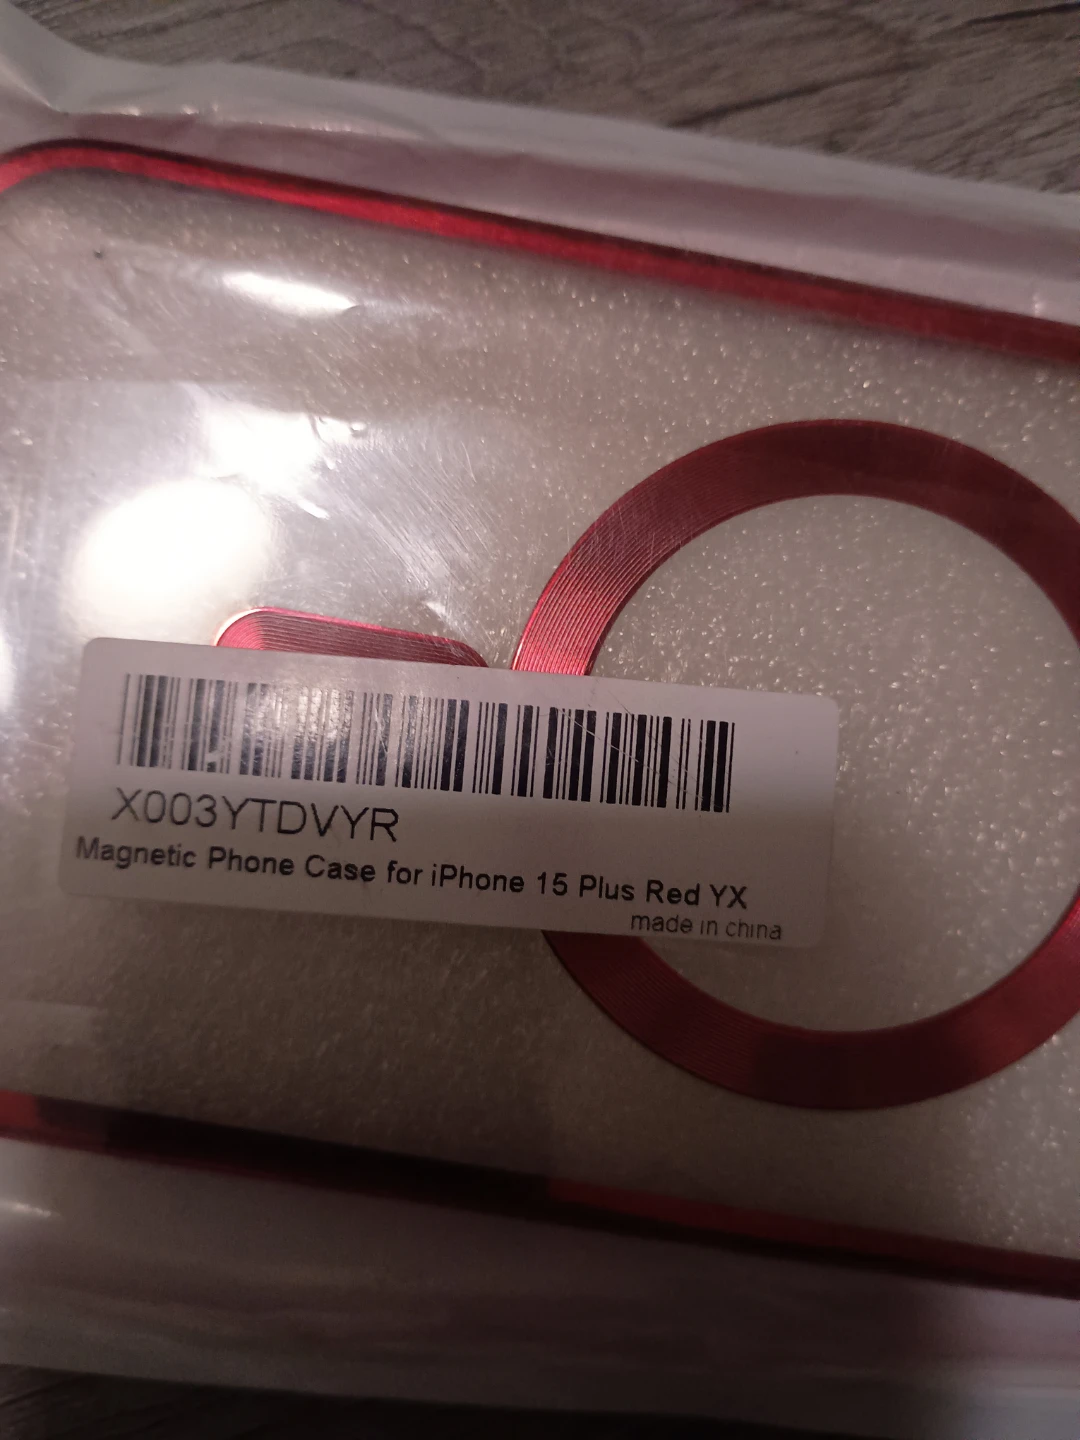 X003YTDVYR
Magnetic Phone Case for iPhone 15 Plus Red YX
made in china